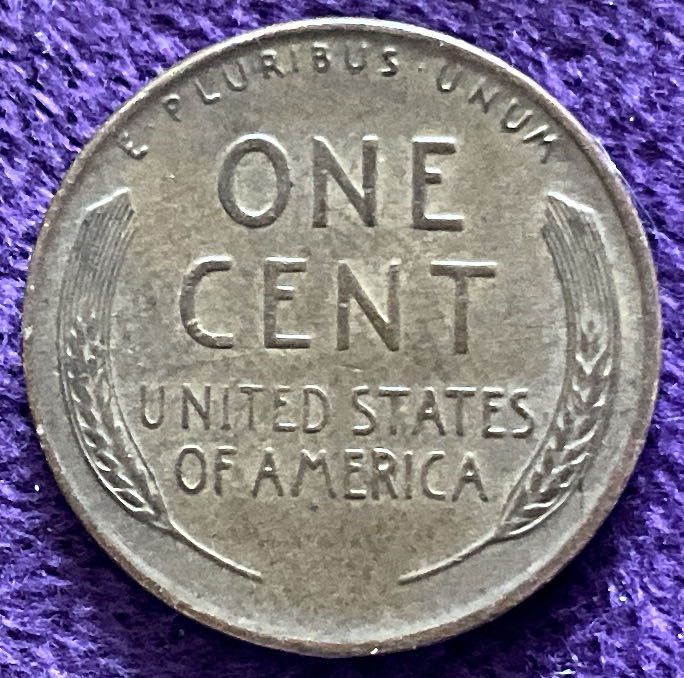 E · PLURIBUS · UNUM
ONE
CENT
UNITED STATES
OF AMERICA